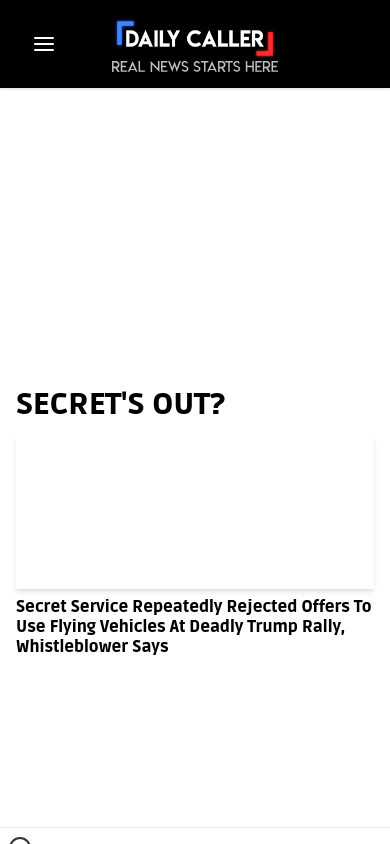 DAILY CALLER
REAL NEWS STARTS HERE
SECRET'S OUT?
Secret Service Repeatedly Rejected Offers To
Use Flying Vehicles At Deadly Trump Rally,
Whistleblower Says